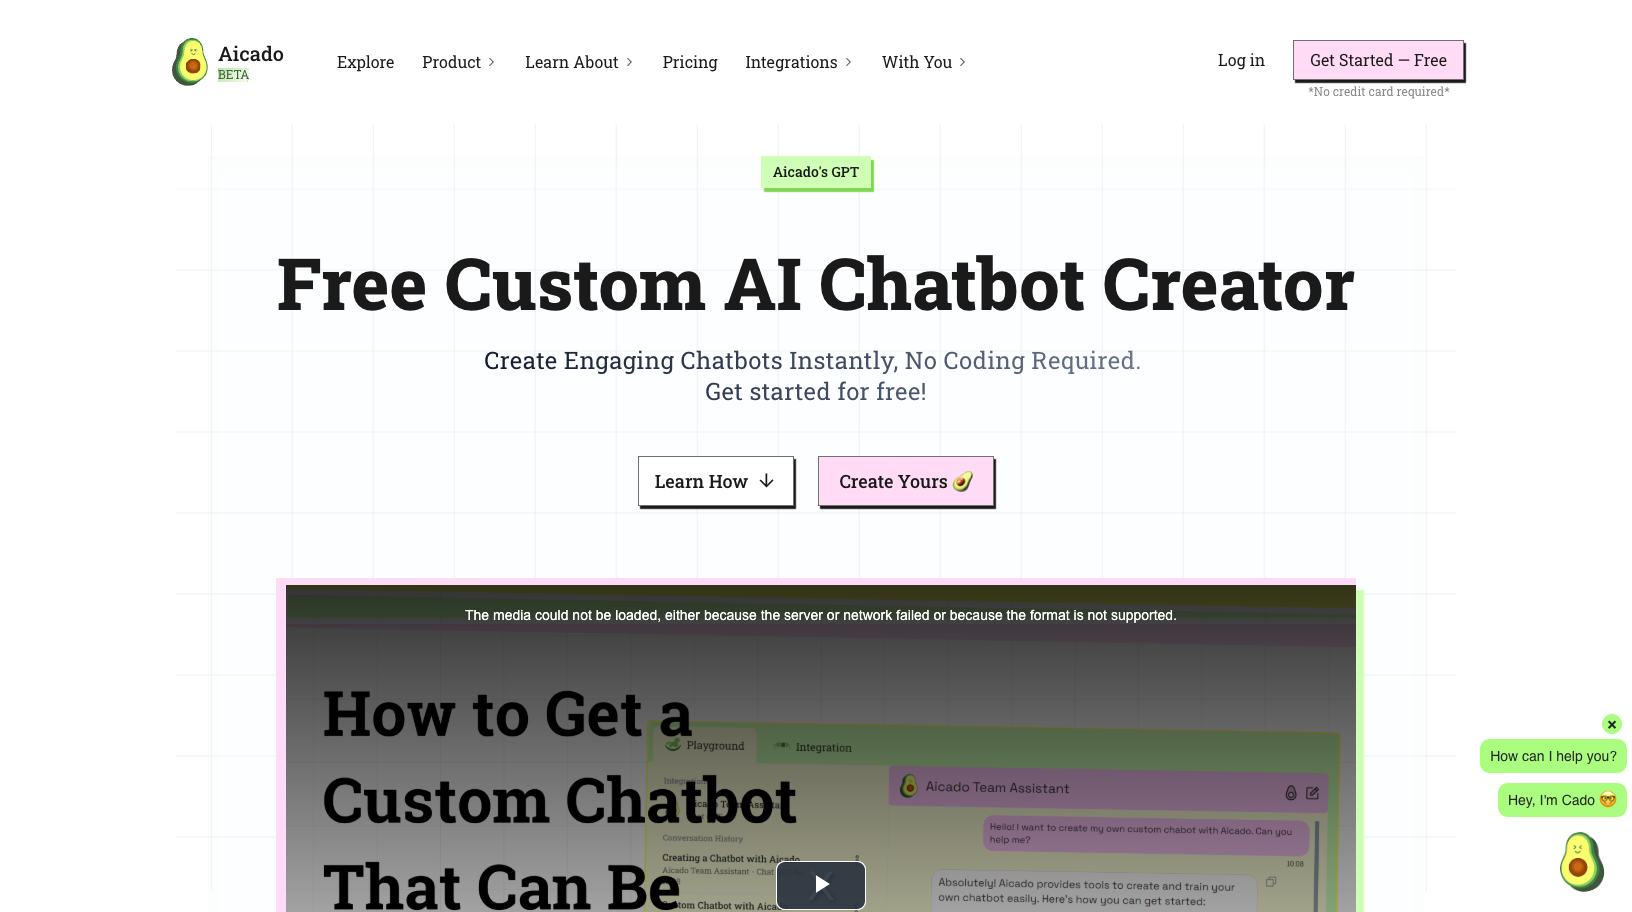 Aicado
BETA
Explore
Product
Learn About
Pricing
Integrations
With You
Log in
Get Started — Free
*No credit card required*
Aicado's GPT
Free Custom AI Chatbot Creator
Create Engaging Chatbots Instantly, No Coding Required.
Get started for free!
Learn How
Create Yours
The media could not be loaded, either because the server or network failed or because the format is not supported.
How to Get a
Custom Chatbot
That Can Be
Playground
Integration
Aicado Team Assistant
Conversation History
Creating a Chatbot with Aicado
Aicado Team Assistant
Hello! I want to create my own custom chabot with Aicado. Can you
help me?
10:08
Absolutely! Aicado provides tools to create and train your
own chatbot easily. Here's how you can get started:
How can I help you?
Hey, I'm Cado